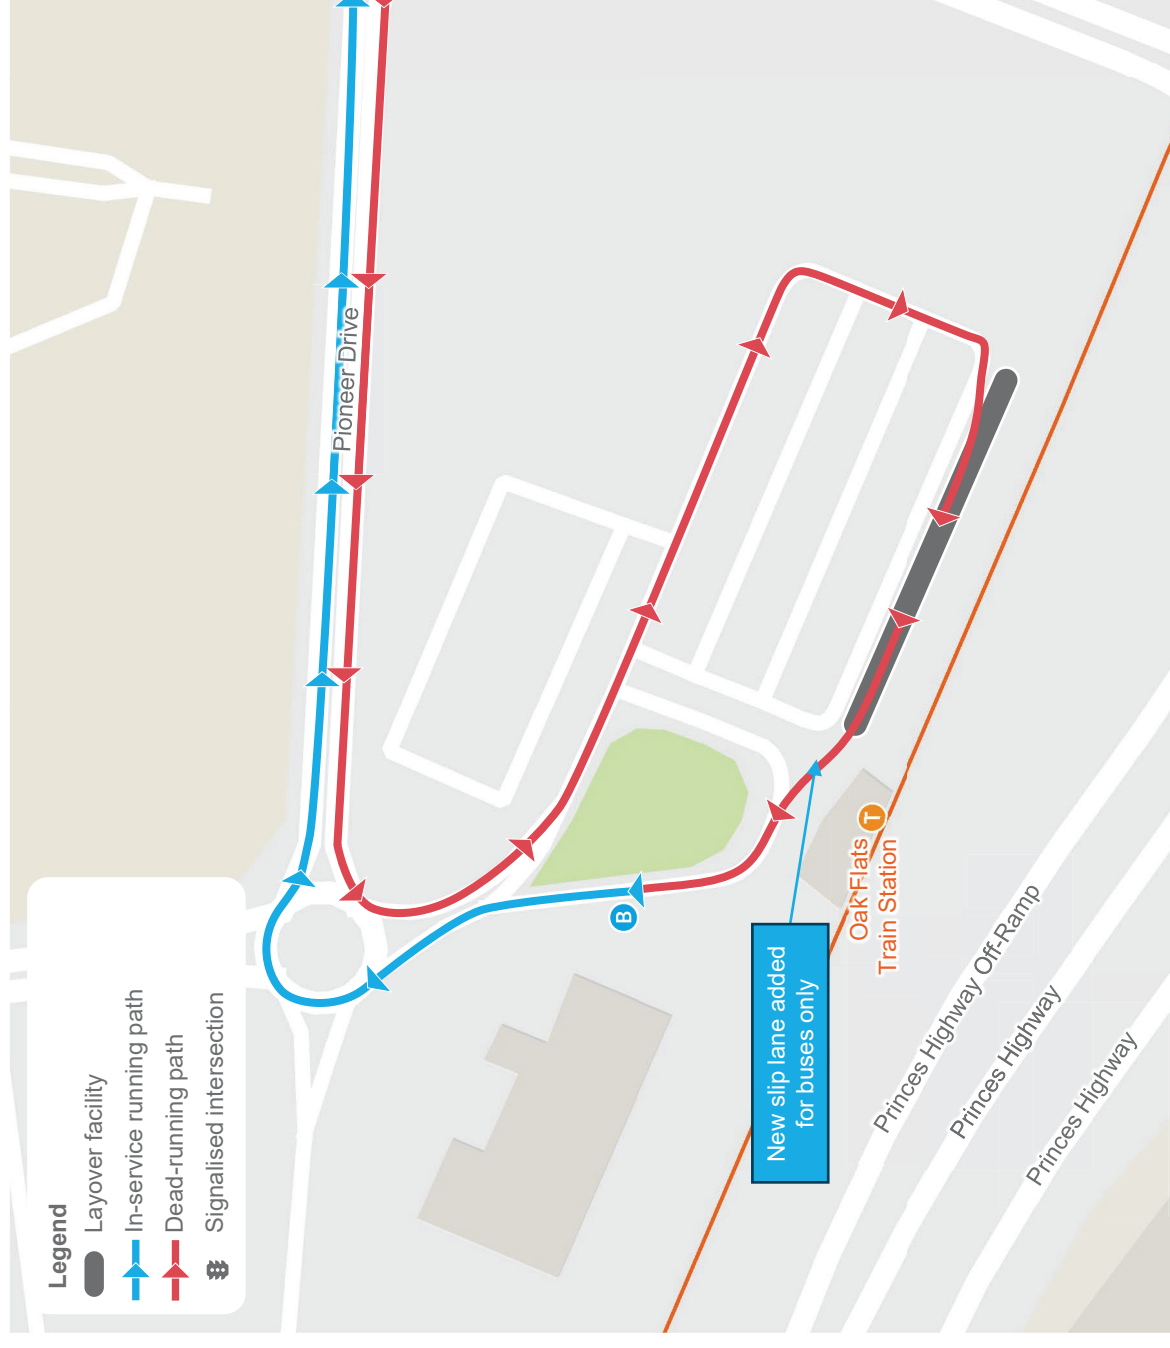 Legend
Layover facility
In-service running path
Dead-running path
Signalised intersection
Pioneer Drive
B
New slip lane added
for buses only
T
Oak Flats
Train Station
Princes Highway Off-Ramp
Princes Highway
Princes Highway